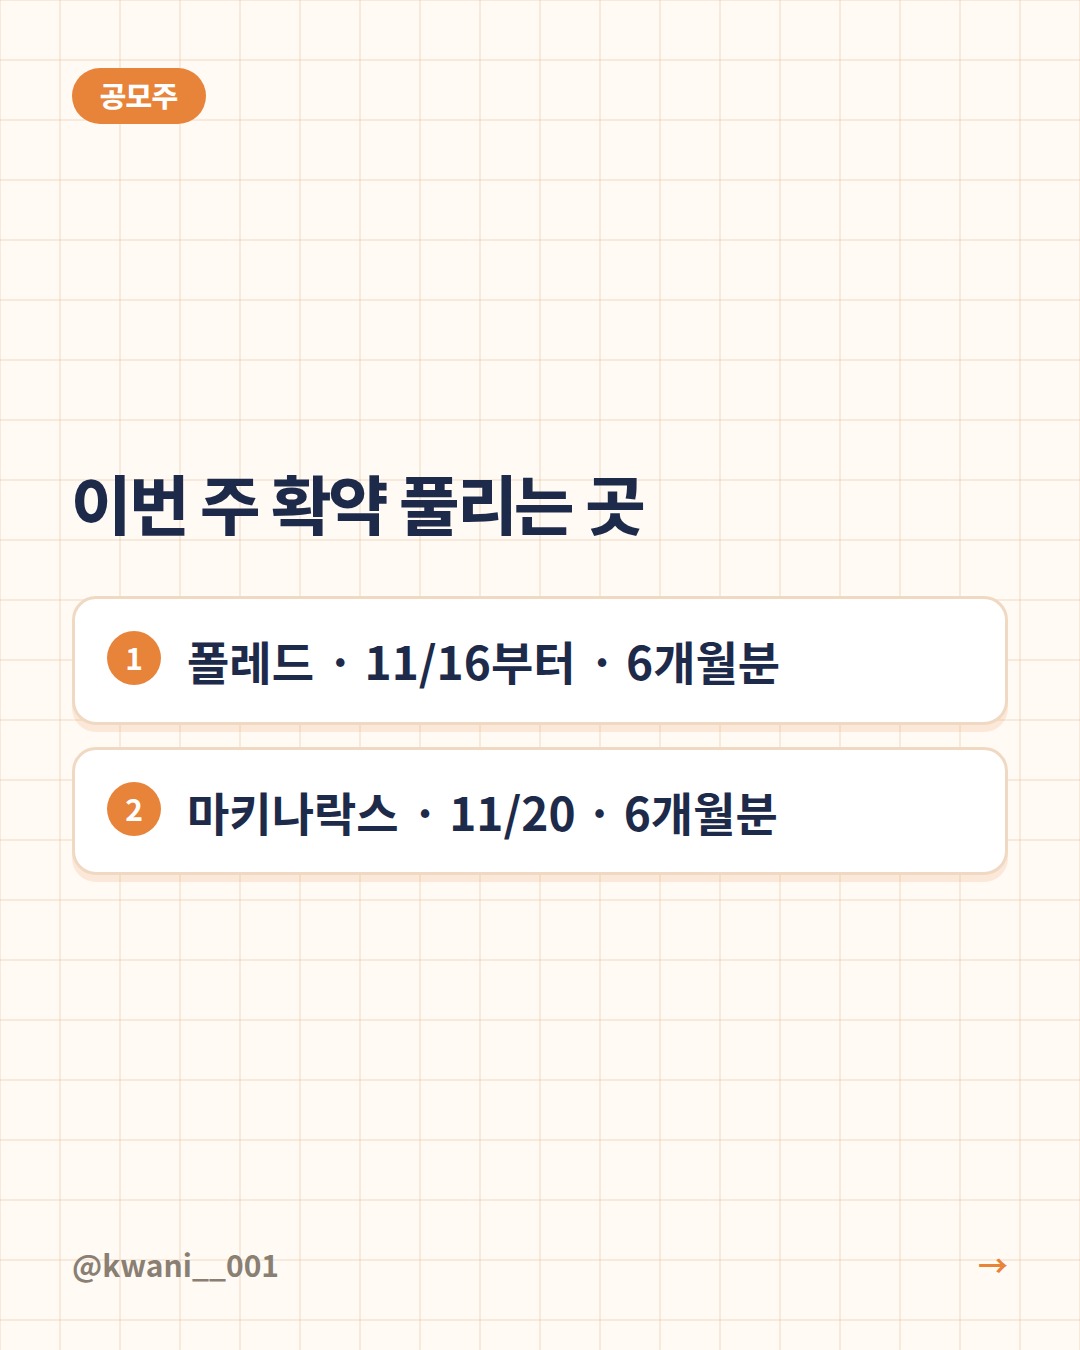 공모주
이번 주 확약 풀리는 곳
1 폴레드 · 11/16부터 · 6개월분
2 마키나락스 · 11/20 · 6개월분
@kwani__001 →